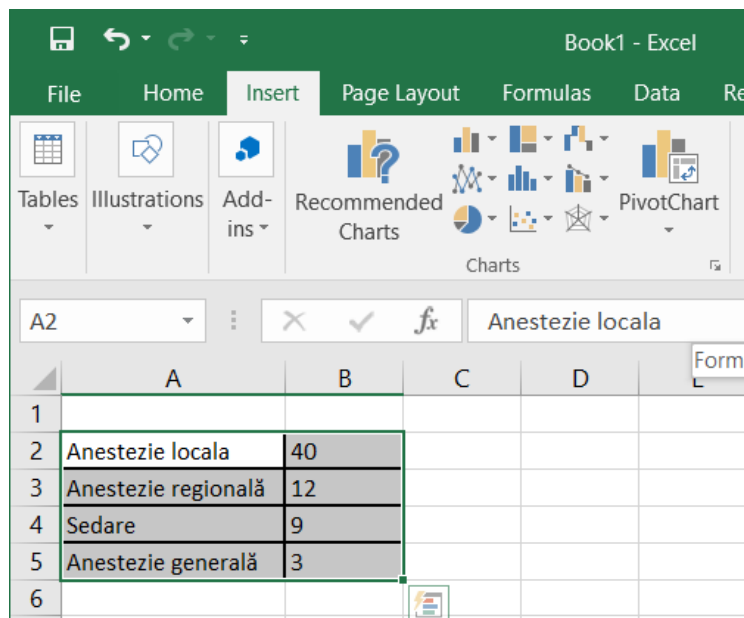 Book1 - Excel
File Home Insert Page Layout Formulas Data Re
Tables Illustrations Add-ins Recommended Charts PivotChart
Charts
A2 fx Anestezie locala
Form
A B C D E
1
2 Anestezie locala 40
3 Anestezie regională 12
4 Sedare 9
5 Anestezie generală 3
6